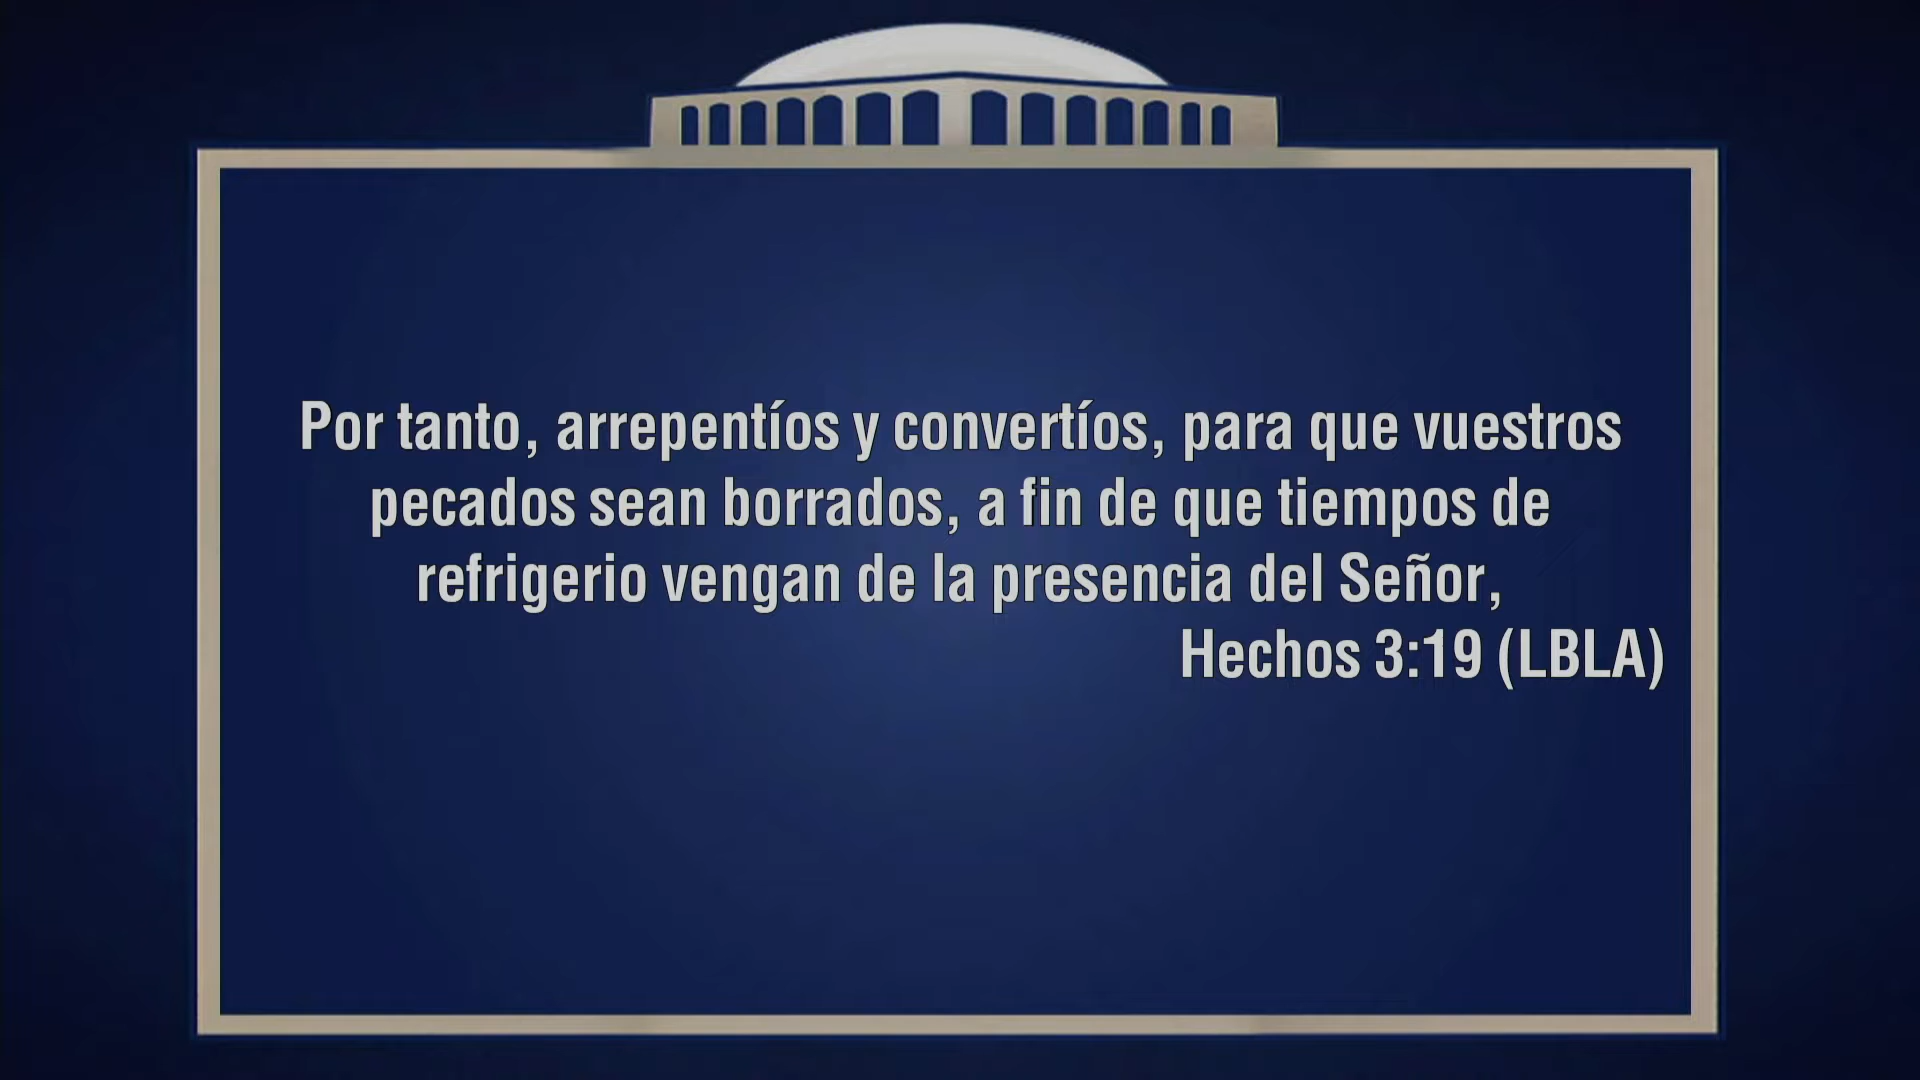 Por tanto, arrepentíos y convertíos, para que vuestros
pecados sean borrados, a fin de que tiempos de
refrigerio vengan de la presencia del Señor,
Hechos 3:19 (LBLA)